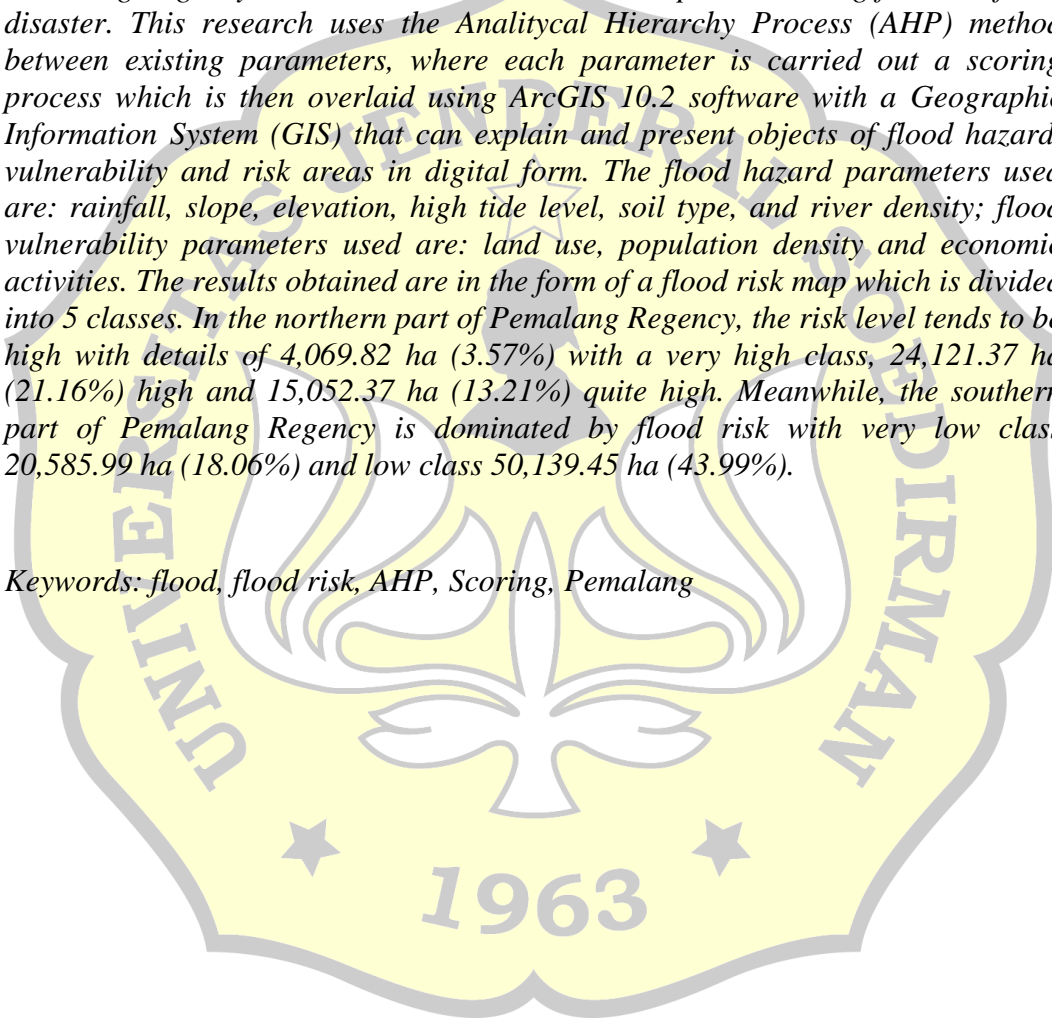 disaster. This research uses the Analitycal Hierarchy Process (AHP) method
between existing parameters, where each parameter is carried out a scoring
process which is then overlaid using ArcGIS 10.2 software with a Geographic
Information System (GIS) that can explain and present objects of flood hazard,
vulnerability and risk areas in digital form. The flood hazard parameters used
are: rainfall, slope, elevation, high tide level, soil type, and river density; flood
vulnerability parameters used are: land use, population density and economic
activities. The results obtained are in the form of a flood risk map which is divided
into 5 classes. In the northern part of Pemalang Regency, the risk level tends to be
high with details of 4,069.82 ha (3.57%) with a very high class, 24,121.37 ha
(21.16%) high and 15,052.37 ha (13.21%) quite high. Meanwhile, the southern
part of Pemalang Regency is dominated by flood risk with very low class
20,585.99 ha (18.06%) and low class 50,139.45 ha (43.99%).
Keywords: flood, flood risk, AHP, Scoring, Pemalang
UNIVERSITAS JENDERAL SOEDIRMAN
1963